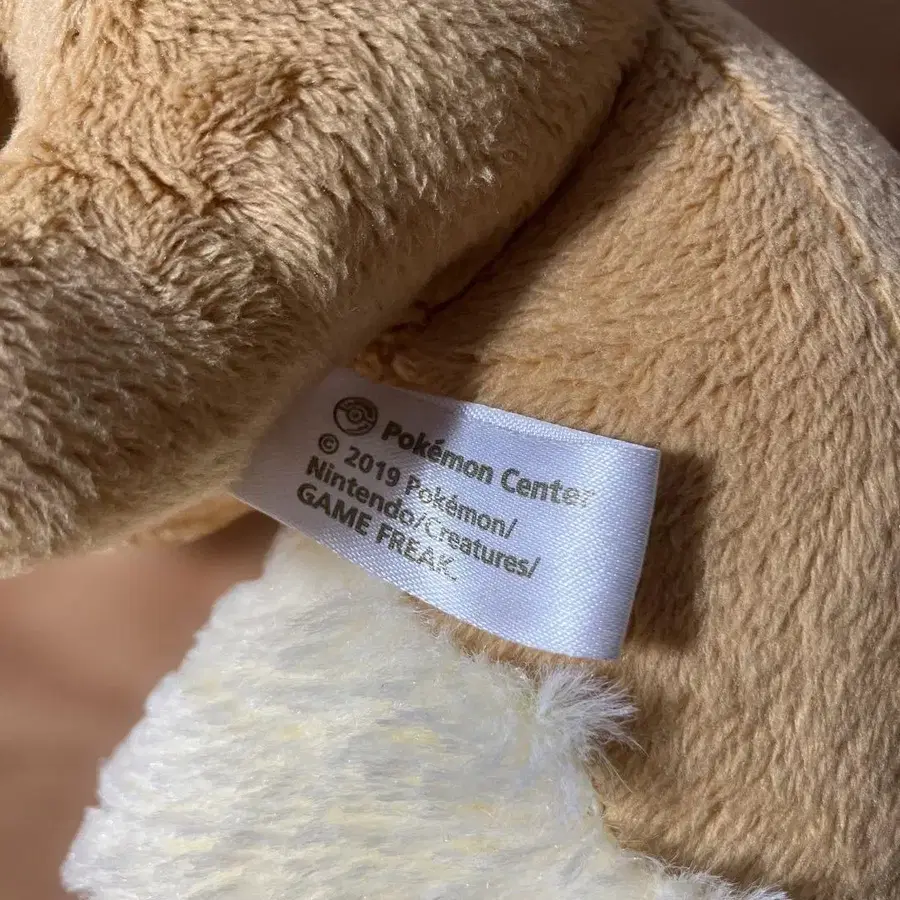 Pokémon Center
© 2019 Pokémon/
Nintendo/Creatures/
GAME FREAK.